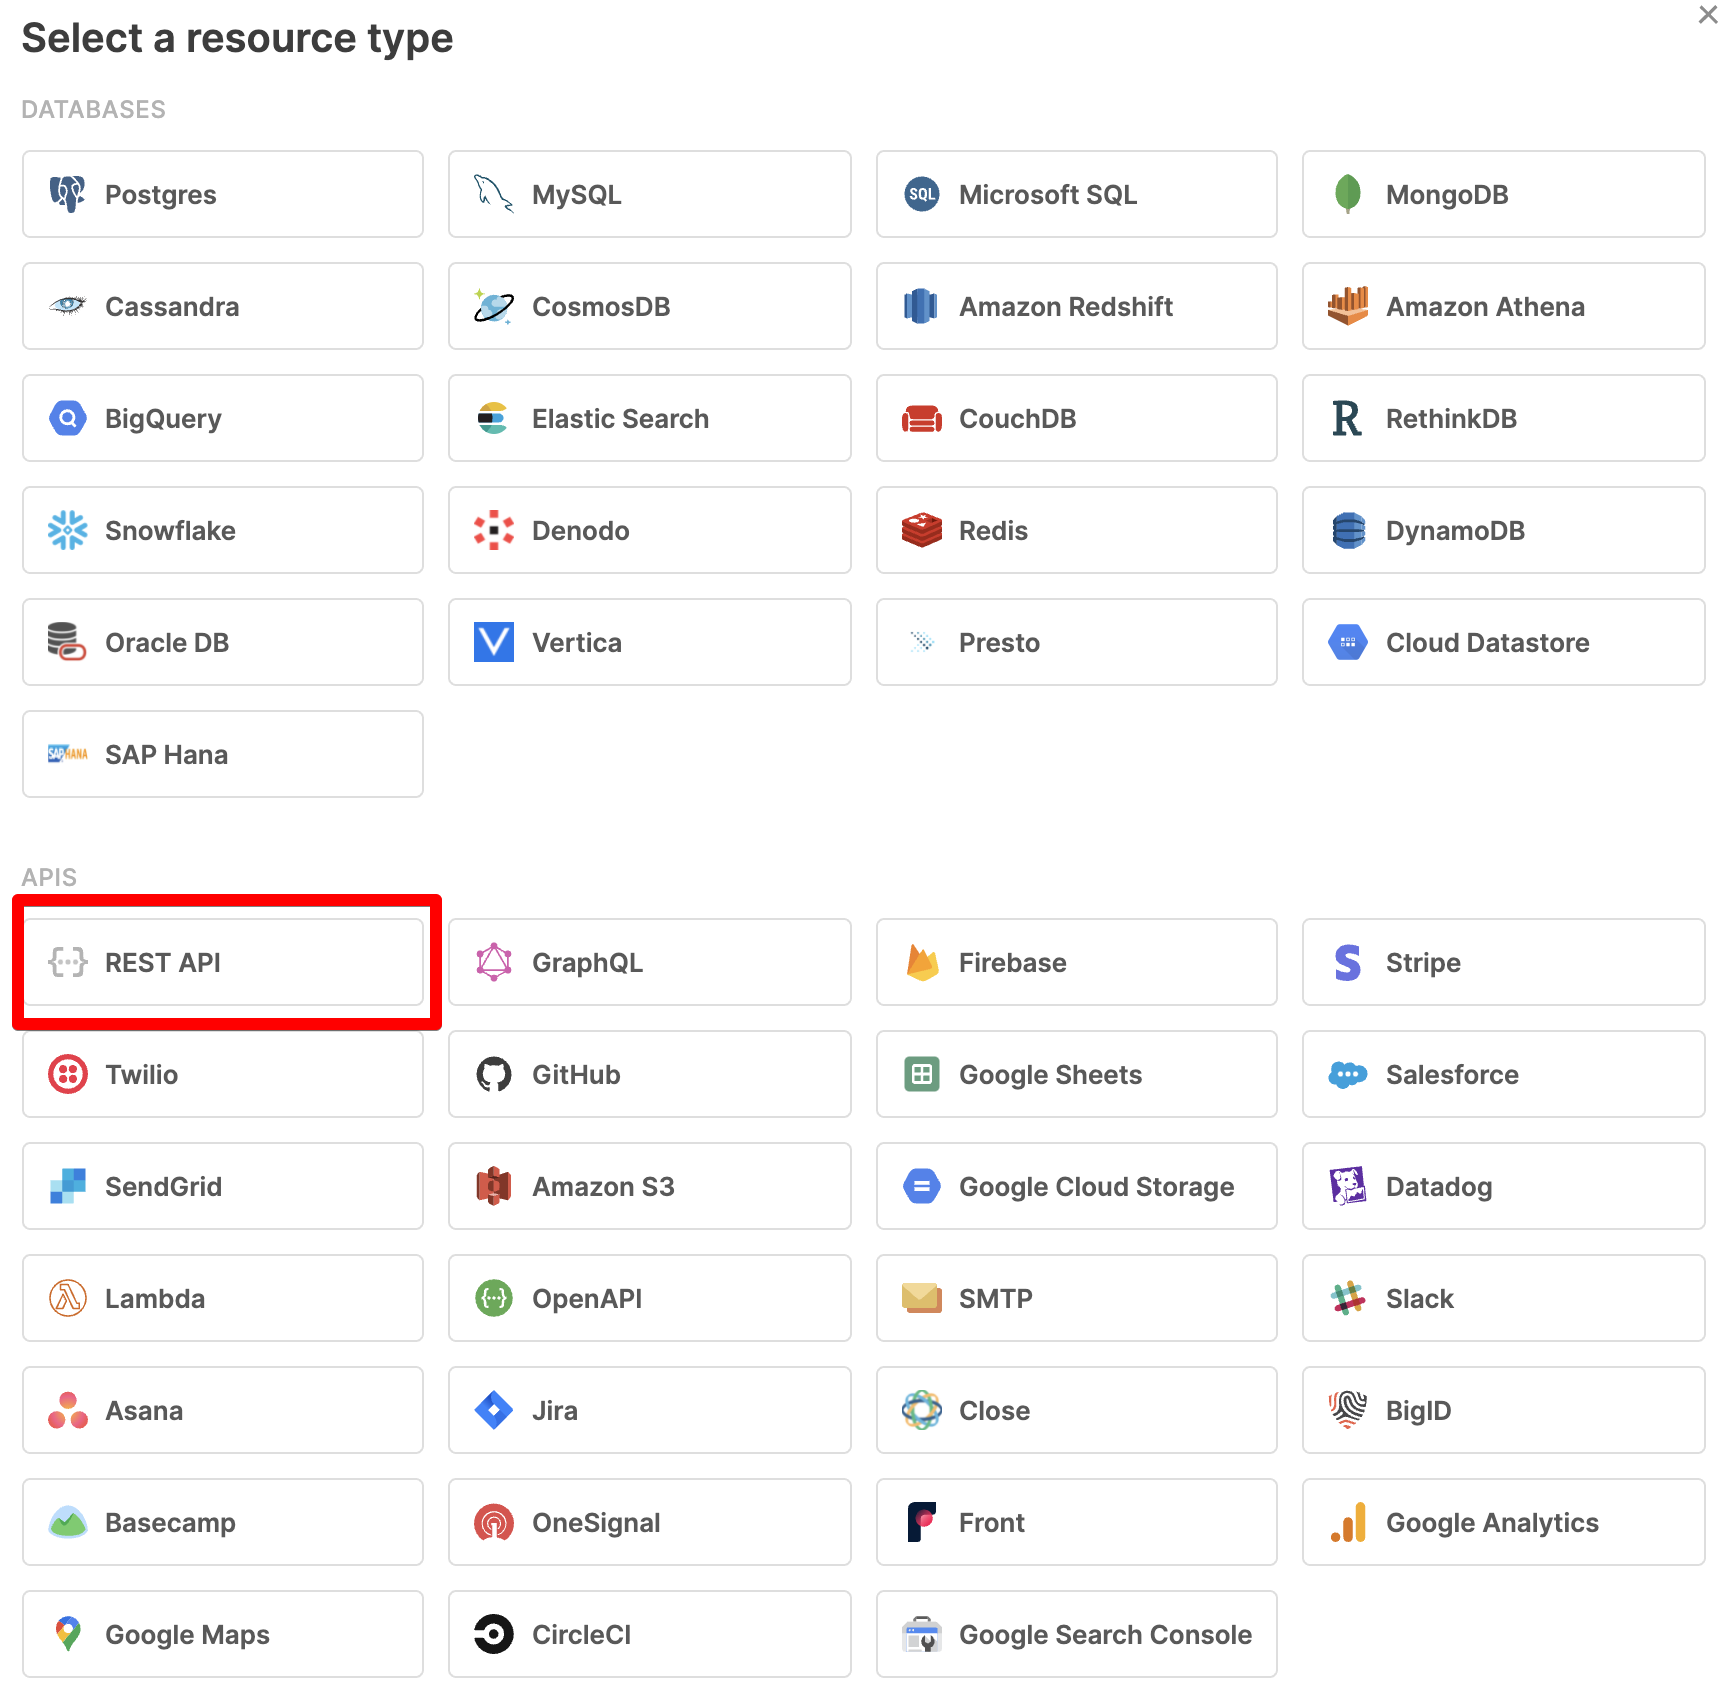 Select a resource type
DATABASES
Postgres
MySQL
SQL
Microsoft SQL
MongoDB
Cassandra
CosmosDB
Amazon Redshift
Amazon Athena
BigQuery
Elastic Search
CouchDB
R
RethinkDB
Snowflake
Denodo
Redis
DynamoDB
Oracle DB
V
Vertica
Presto
Cloud Datastore
SAP HANA
SAP Hana
APIS
REST API
GraphQL
Firebase
S
Stripe
Twilio
GitHub
Google Sheets
Salesforce
SendGrid
Amazon S3
Google Cloud Storage
Datadog
Lambda
OpenAPI
SMTP
Slack
Asana
Jira
Close
BigID
Basecamp
OneSignal
Front
Google Analytics
Google Maps
CircleCI
Google Search Console